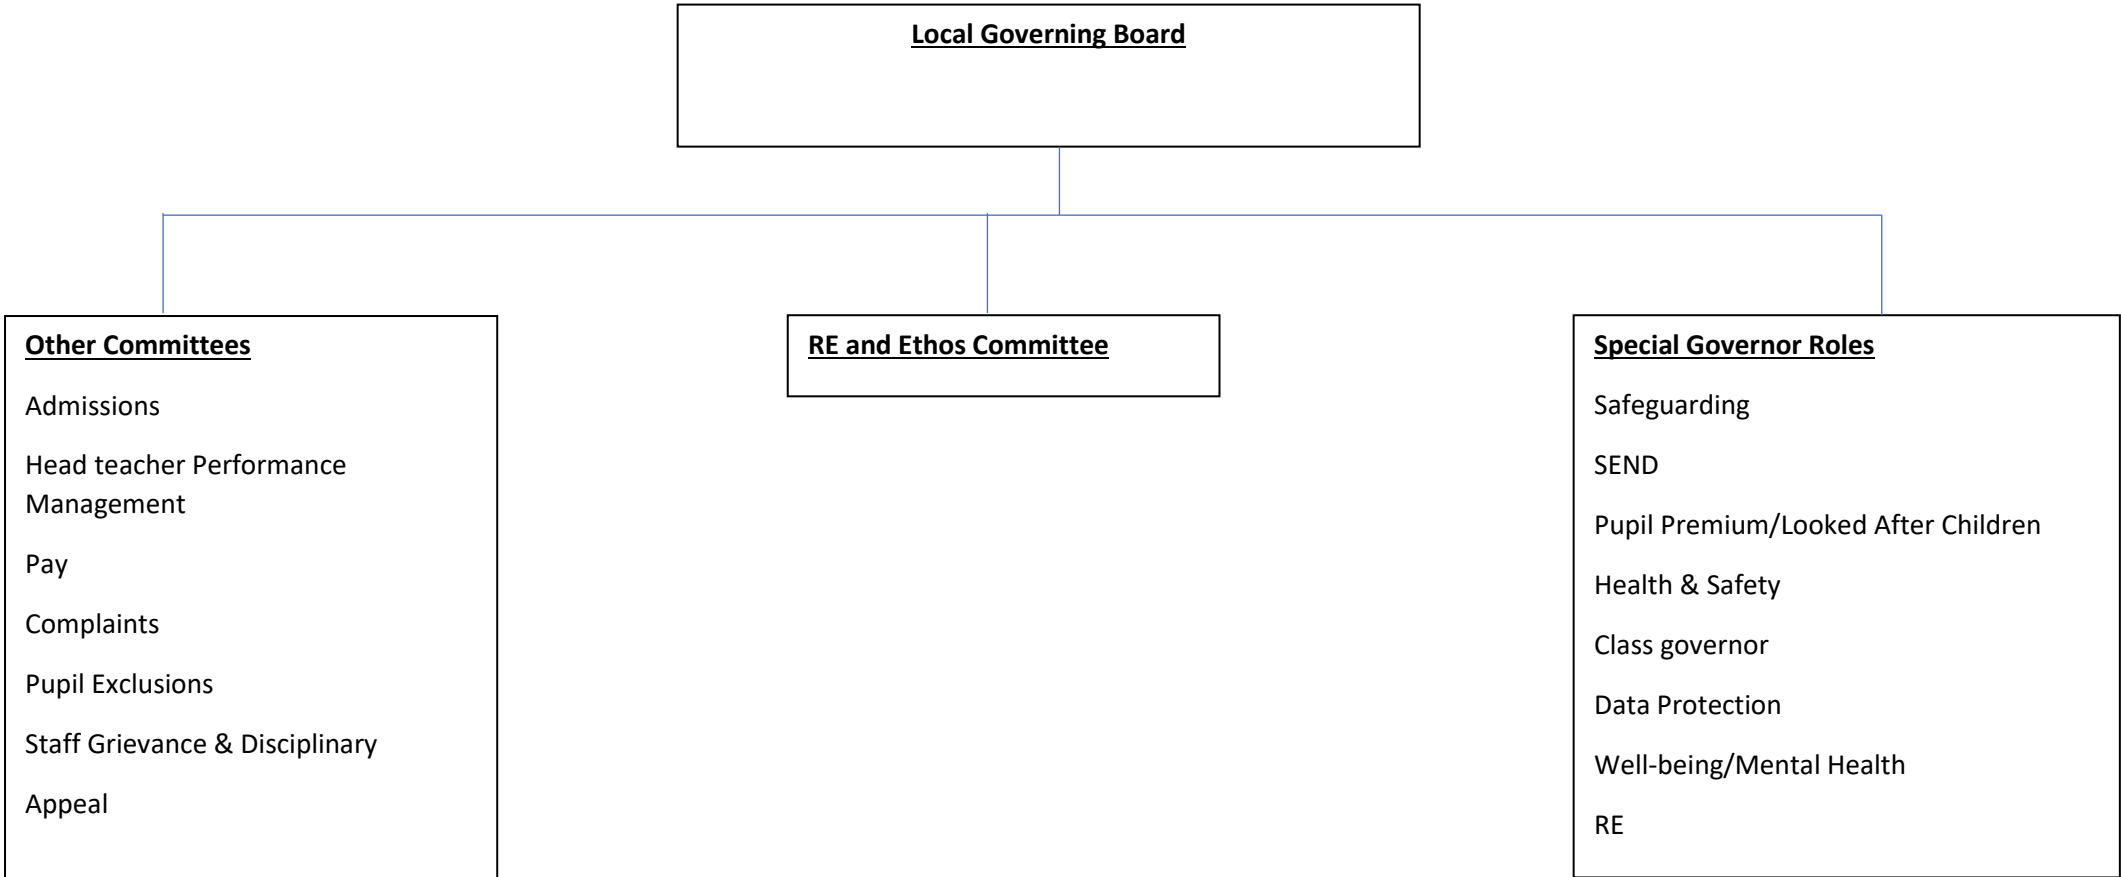 Local Governing Board
Other Committees
Admissions
Head teacher Performance
Management
Pay
Complaints
Pupil Exclusions
Staff Grievance & Disciplinary
Appeal
RE and Ethos Committee
Special Governor Roles
Safeguarding
SEND
Pupil Premium/Looked After Children
Health & Safety
Class governor
Data Protection
Well-being/Mental Health
RE